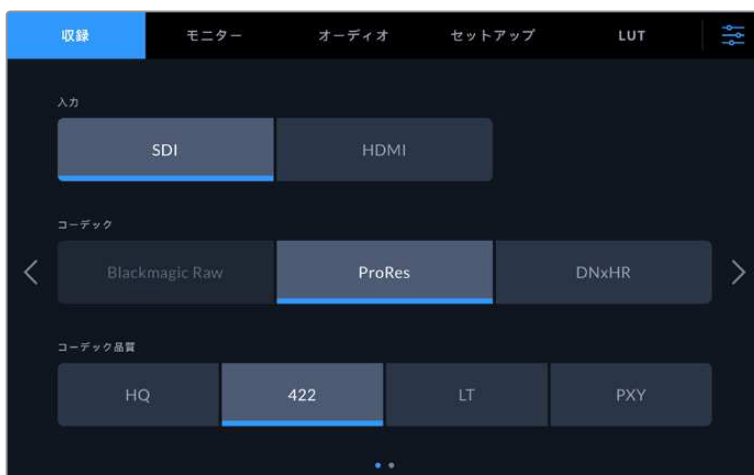 収録 モニター オーディオ セットアップ LUT
入力
SDI HDMI
コーデック
Blackmagic Raw ProRes DNxHR
コーデック品質
HQ 422 LT PXY